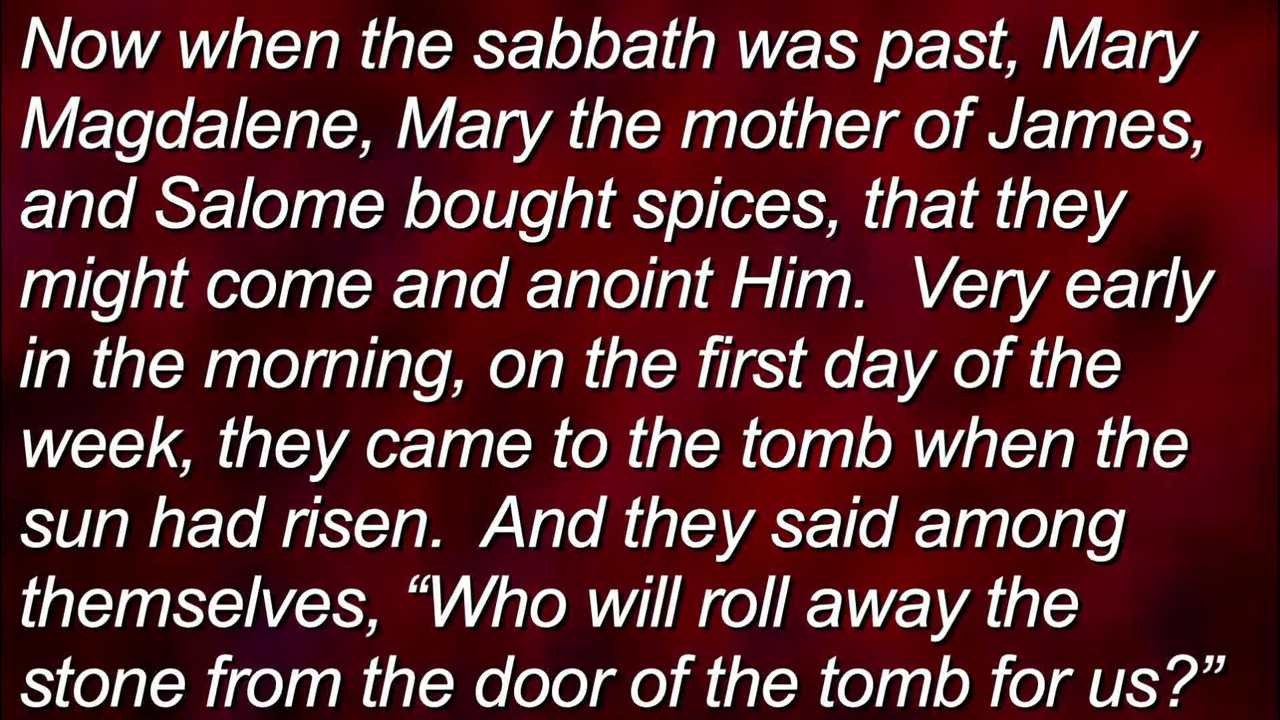 Now when the sabbath was past, Mary
Magdalene, Mary the mother of James,
and Salome bought spices, that they
might come and anoint Him.  Very early
in the morning, on the first day of the
week, they came to the tomb when the
sun had risen.  And they said among
themselves, “Who will roll away the
stone from the door of the tomb for us?”